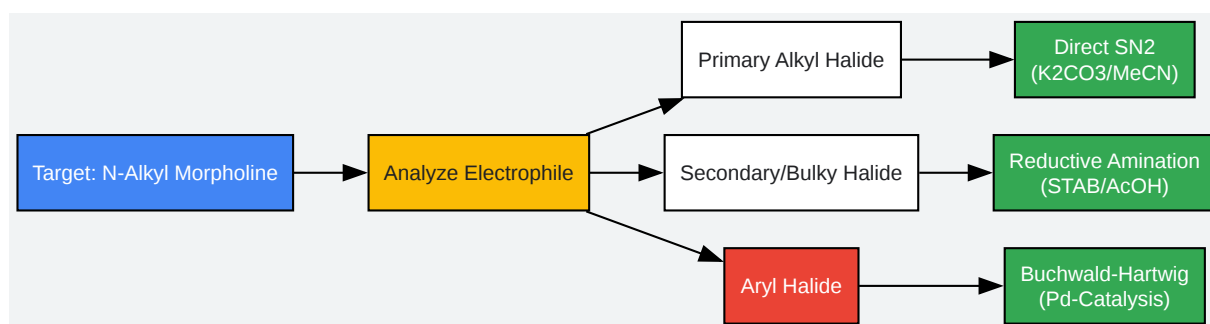 Target: N-Alkyl Morpholine
Analyze Electrophile
Primary Alkyl Halide
Direct SN2
(K2CO3/MeCN)
Secondary/Bulky Halide
Reductive Amination
(STAB/AcOH)
Aryl Halide
Buchwald-Hartwig
(Pd-Catalysis)